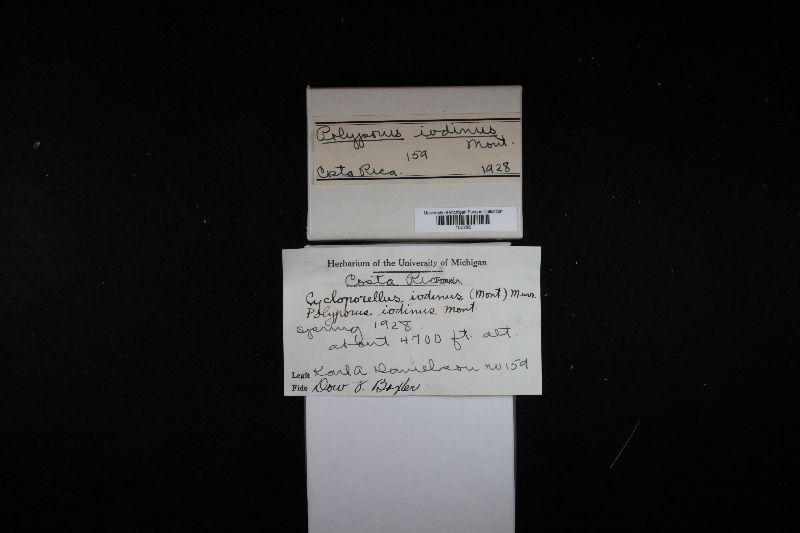 Polyporus iodinus
Mont.
159
Costa Rica.
1928
University of Michigan Fungus Collection
Herbarium of the University of Michigan
Costa Rica
Cycloporellus iodinus (Mont) Murr.
Polyporus iodinus Mont.
Spring 1928.
about 4700 ft. alt.
Legit Karl A. Danielson no 159
Fide Dow V. Baxter